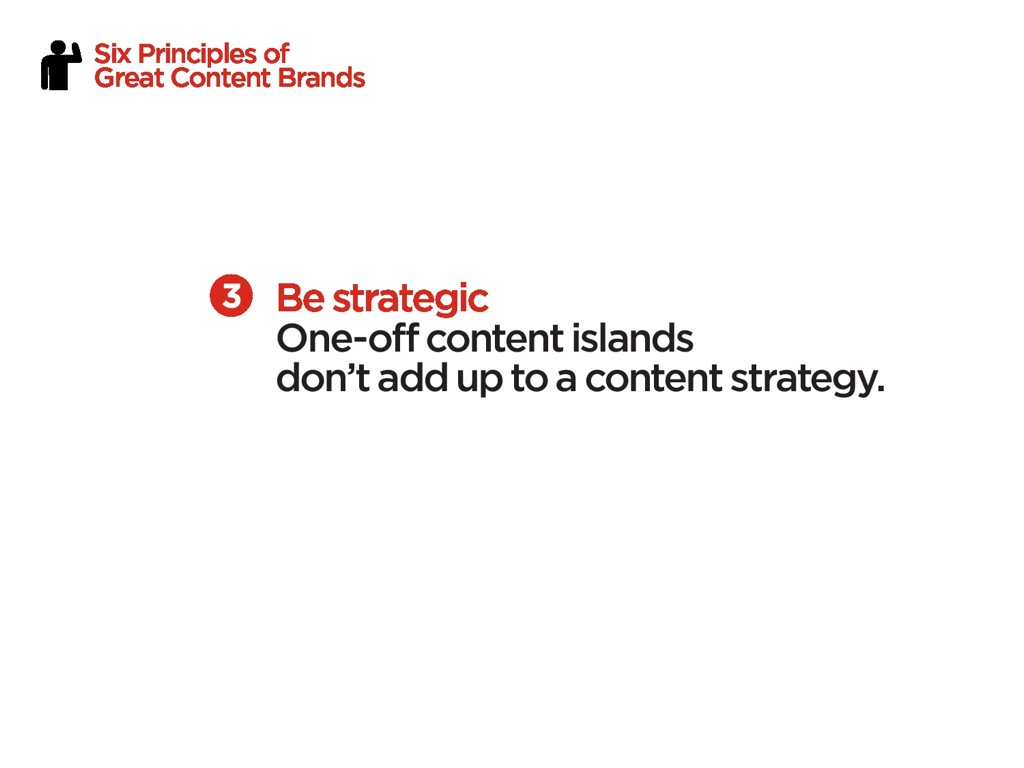 Six Principles of
Great Content Brands
3 Be strategic
One-off content islands
don’t add up to a content strategy.